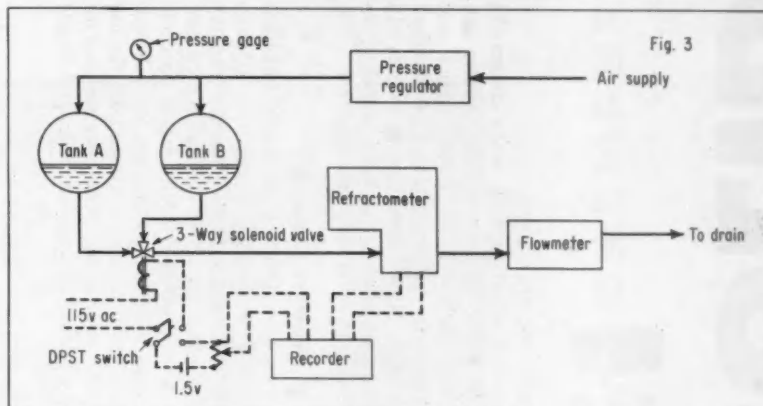 Pressure gage
Fig. 3
Pressure
regulator
Air supply
Tank A
Tank B
Refractometer
3-Way solenoid valve
Flowmeter
To drain
115v ac
DPST switch
Recorder
1.5v